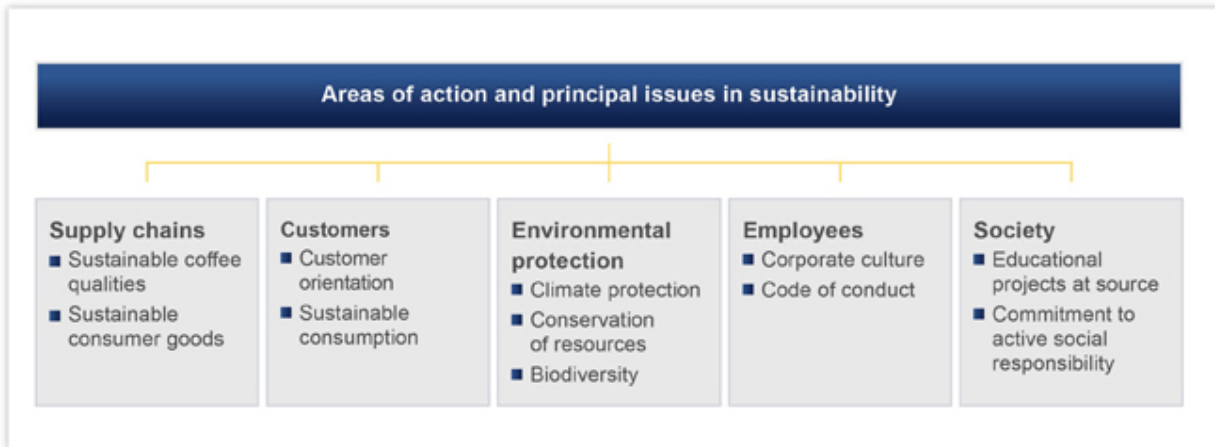 Areas of action and principal issues in sustainability
Supply chains
Sustainable coffee
qualities
Sustainable
consumer goods
Customers
Customer
orientation
Sustainable
consumption
Environmental
protection
Climate protection
Conservation
of resources
Biodiversity
Employees
Corporate culture
Code of conduct
Society
Educational
projects at source
Commitment to
active social
responsibility